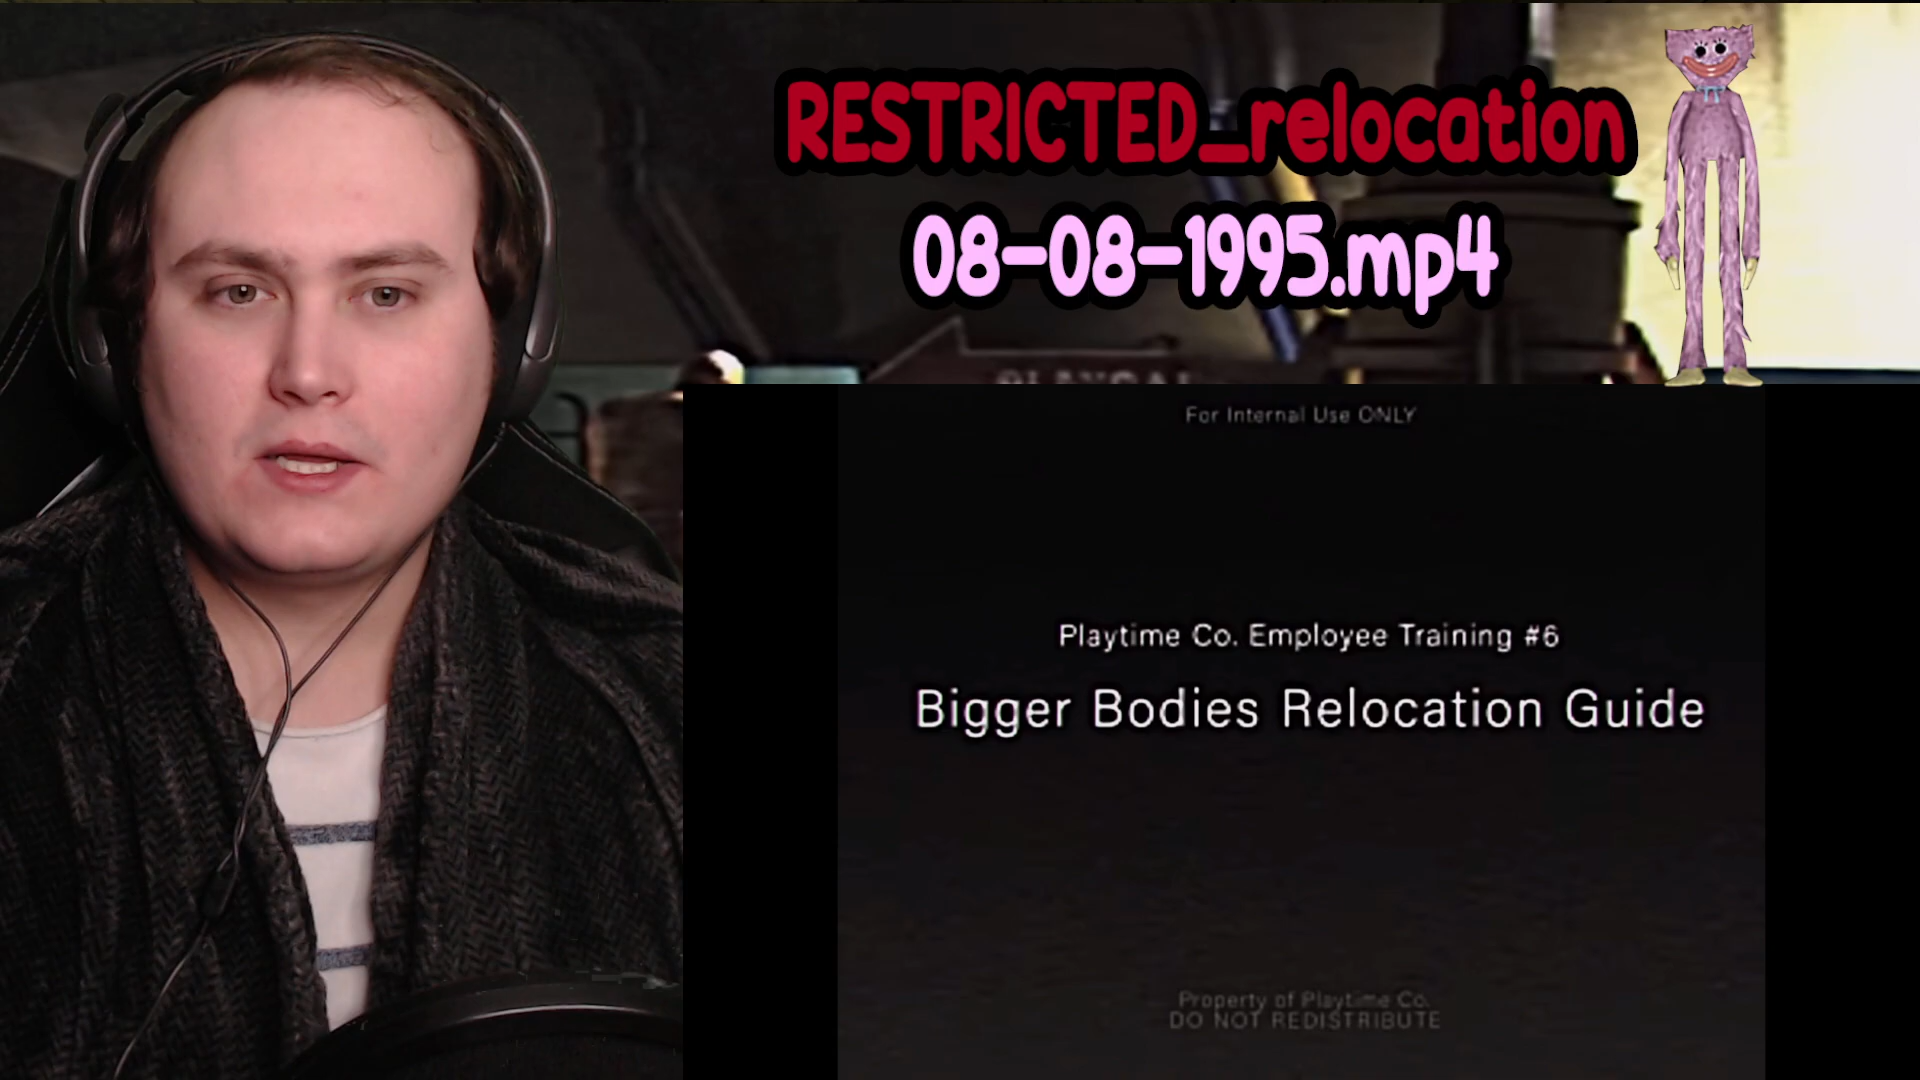 RESTRICTED_relocation
08-08-1995.mp4
For Internal Use ONLY
Playtime Co. Employee Training #6
Bigger Bodies Relocation Guide
Property of Playtime Co.
DO NOT REDISTRIBUTE